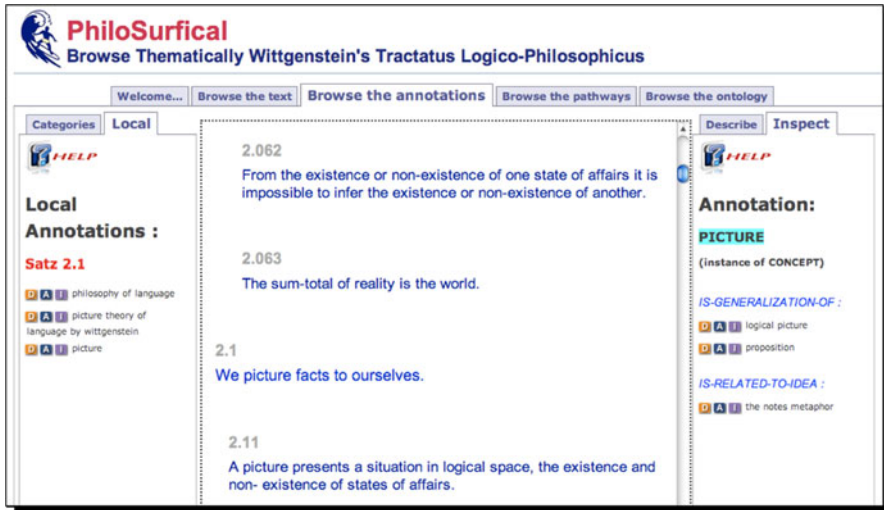 PhiloSurfical
Browse Thematically Wittgenstein's Tractatus Logico-Philosophicus
Welcome... Browse the text Browse the annotations Browse the pathways Browse the ontology
Categories Local
HELP
Local
Annotations :
Satz 2.1
D A I philosophy of language
D A I picture theory of
language by wittgenstein
D A I picture
2.062
From the existence or non-existence of one state of affairs it is
impossible to infer the existence or non-existence of another.
2.063
The sum-total of reality is the world.
2.1
We picture facts to ourselves.
2.11
A picture presents a situation in logical space, the existence and
non- existence of states of affairs.
Describe Inspect
HELP
Annotation:
PICTURE
(instance of CONCEPT)
IS-GENERALIZATION-OF :
D A I logical picture
D A I proposition
IS-RELATED-TO-IDEA :
D A I the notes metaphor